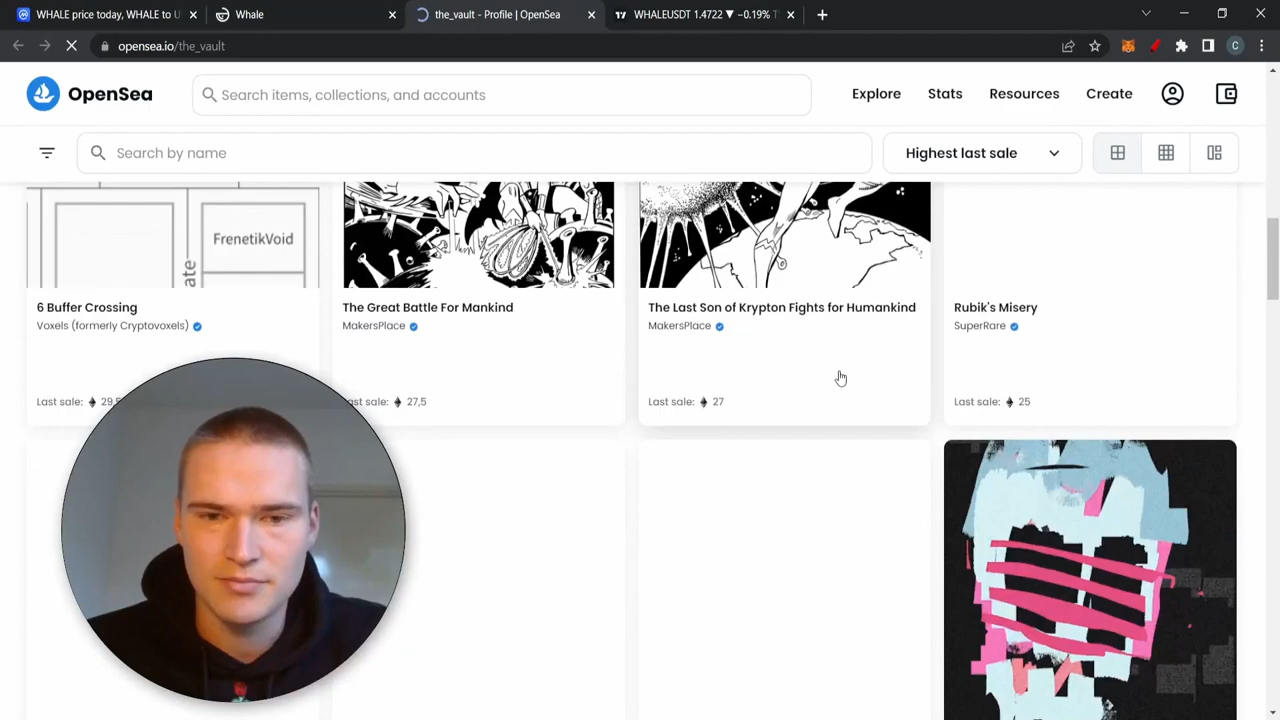 WHALE price today, WHALE to U
Whale
the_vault - Profile | OpenSea
WHALEUSDT 1.4722 ▼ −0.19%
opensea.io/the_vault
C
OpenSea
Search items, collections, and accounts
Explore
Stats
Resources
Create
Search by name
Highest last sale
FrenetikVoid
ate
6 Buffer Crossing
Voxels (formerly Cryptovoxels)
Last sale: 29,5
The Great Battle For Mankind
MakersPlace
Last sale: 27,5
The Last Son of Krypton Fights for Humankind
MakersPlace
Last sale: 27
Rubik's Misery
SuperRare
Last sale: 25